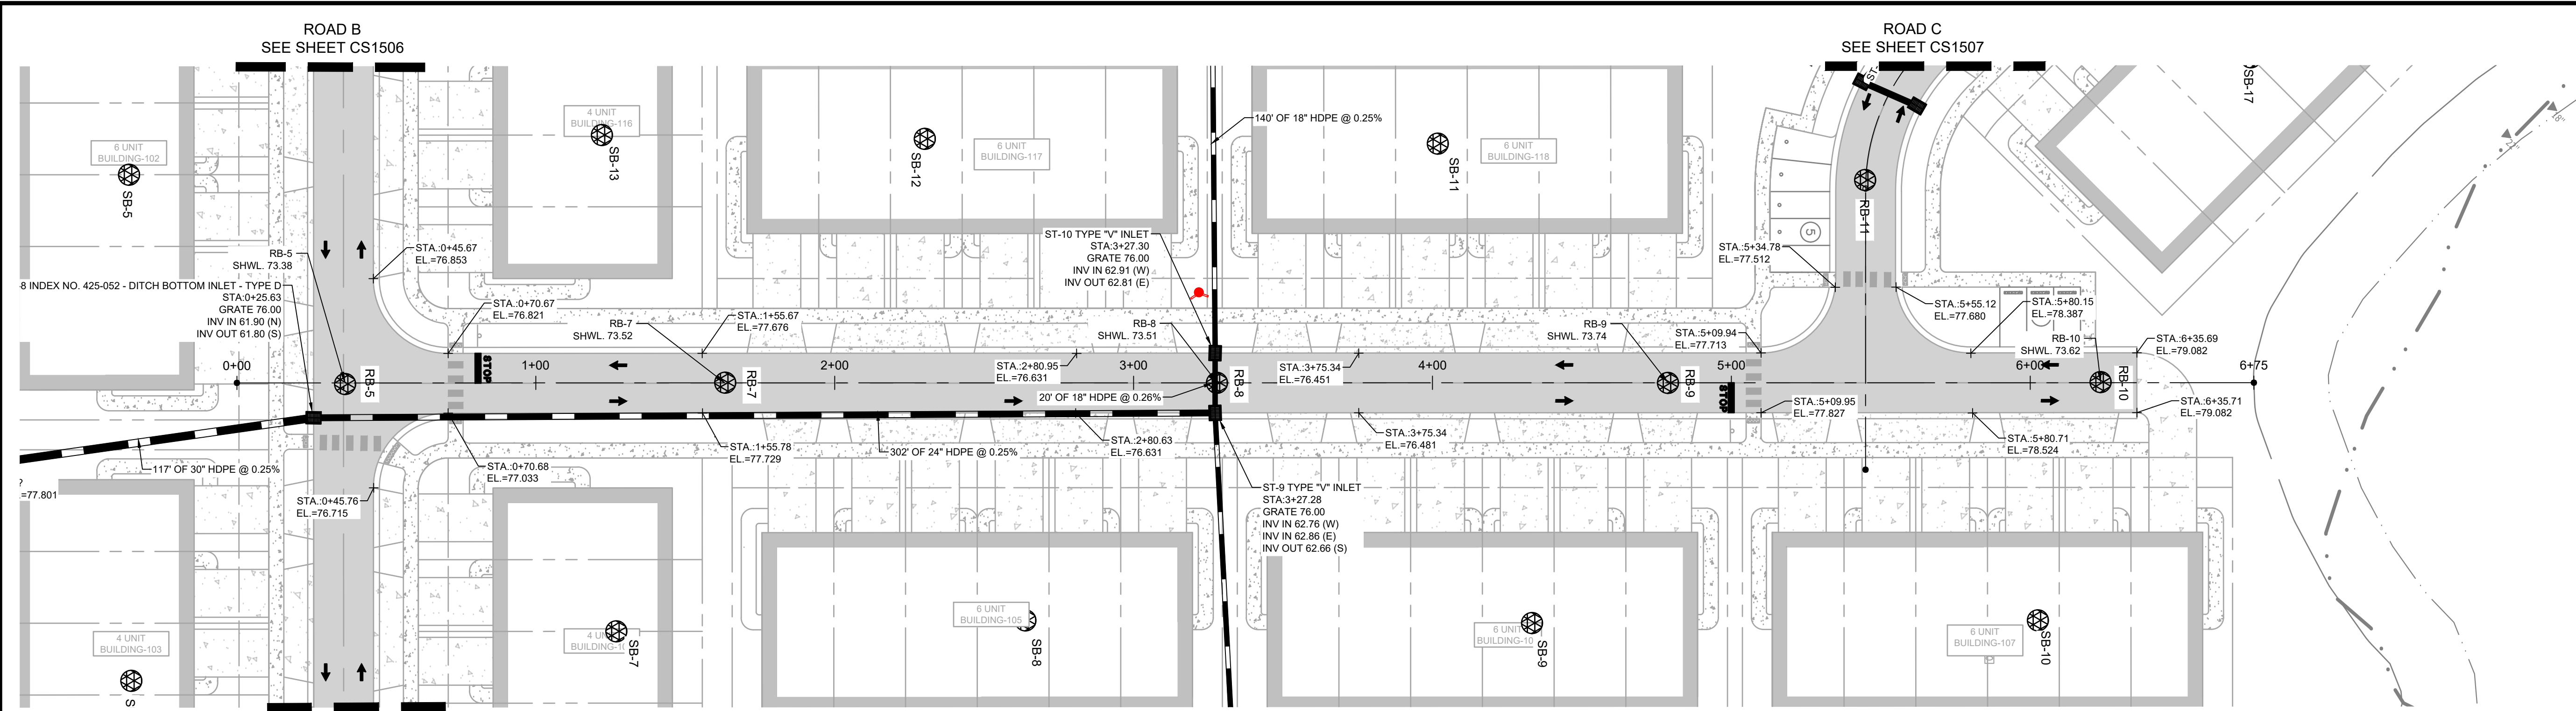 ROAD B
SEE SHEET CS1506
ROAD C
SEE SHEET CS1507
6 UNIT
BUILDING-102
SB-5
4 UNIT
BUILDING-116
SB-13
SB-12
6 UNIT
BUILDING-117
140' OF 18" HDPE @ 0.25%
SB-11
6 UNIT
BUILDING-118
ST-
RB-11
5
SB-17
18"
RB-5
SHWL. 73.38
-8 INDEX NO. 425-052 - DITCH BOTTOM INLET - TYPE D
STA:0+25.63
GRATE 76.00
INV IN 61.90 (N)
INV OUT 61.80 (S)
STA.:0+45.67
EL.=76.853
STA.:0+70.67
EL.=76.821
RB-7
SHWL. 73.52
STA.:1+55.67
EL.=77.676
ST-10 TYPE "V" INLET
STA:3+27.30
GRATE 76.00
INV IN 62.91 (W)
INV OUT 62.81 (E)
RB-8
SHWL. 73.51
RB-9
SHWL. 73.74
STA.:5+34.78
EL.=77.512
STA.:5+09.94
EL.=77.713
STA.:5+55.12
EL.=77.680
STA.:5+80.15
EL.=78.387
RB-10
SHWL. 73.62
STA.:6+35.69
EL.=79.082
0+00
RB-5
STOP
1+00
RB-7
2+00
STA.:2+80.95
EL.=76.631
3+00
RB-8
20' OF 18" HDPE @ 0.26%
STA.:3+75.34
EL.=76.451
4+00
RB-9
5+00
STOP
6+00
RB-10
6+75
STA.:5+09.95
EL.=77.827
STA.:6+35.71
EL.=79.082
117' OF 30" HDPE @ 0.25%
=77.801
STA.:0+45.76
EL.=76.715
STA.:0+70.68
EL.=77.033
STA.:1+55.78
EL.=77.729
302' OF 24" HDPE @ 0.25%
STA.:2+80.63
EL.=76.631
STA.:3+75.34
EL.=76.481
STA.:5+80.71
EL.=78.524
ST-9 TYPE "V" INLET
STA:3+27.28
GRATE 76.00
INV IN 62.76 (W)
INV IN 62.86 (E)
INV OUT 62.66 (S)
4 UNIT
BUILDING-103
S
4 UN
BUILDING-10
SB-7
6 UNIT
BUILDING-105
SB-8
6 UNIT
BUILDING-10
SB-9
6 UNIT
BUILDING-107
SB-10